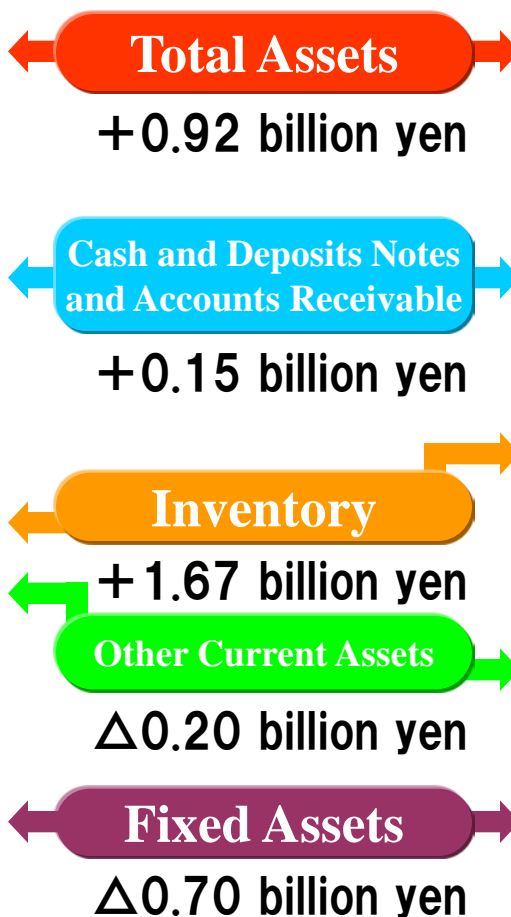 Total Assets
＋0.92 billion yen
Cash and Deposits Notes
and Accounts Receivable
＋0.15 billion yen
Inventory
＋1.67 billion yen
Other Current Assets
△0.20 billion yen
Fixed Assets
△0.70 billion yen